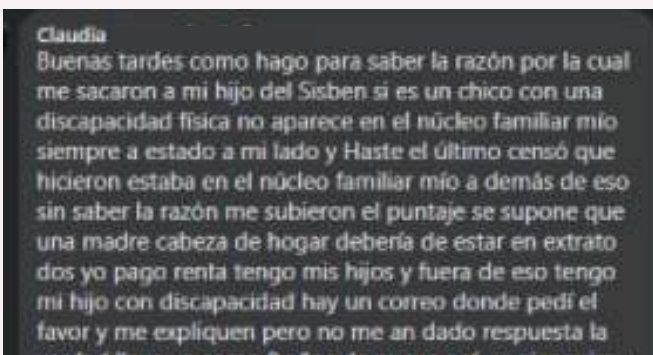 Claudia
Buenas tardes como hago para saber la razón por la cual
me sacaron a mi hijo del Sisben si es un chico con una
discapacidad física no aparece en el núcleo familiar mío
siempre a estado a mi lado y Haste el último censó que
hicieron estaba en el núcleo familiar mío a demás de eso
sin saber la razón me subieron el puntaje se supone que
una madre cabeza de hogar debería de estar en extrato
dos yo pago renta tengo mis hijos y fuera de eso tengo
mi hijo con discapacidad hay un correo donde pedí el
favor y me expliquen pero no me an dado respuesta la